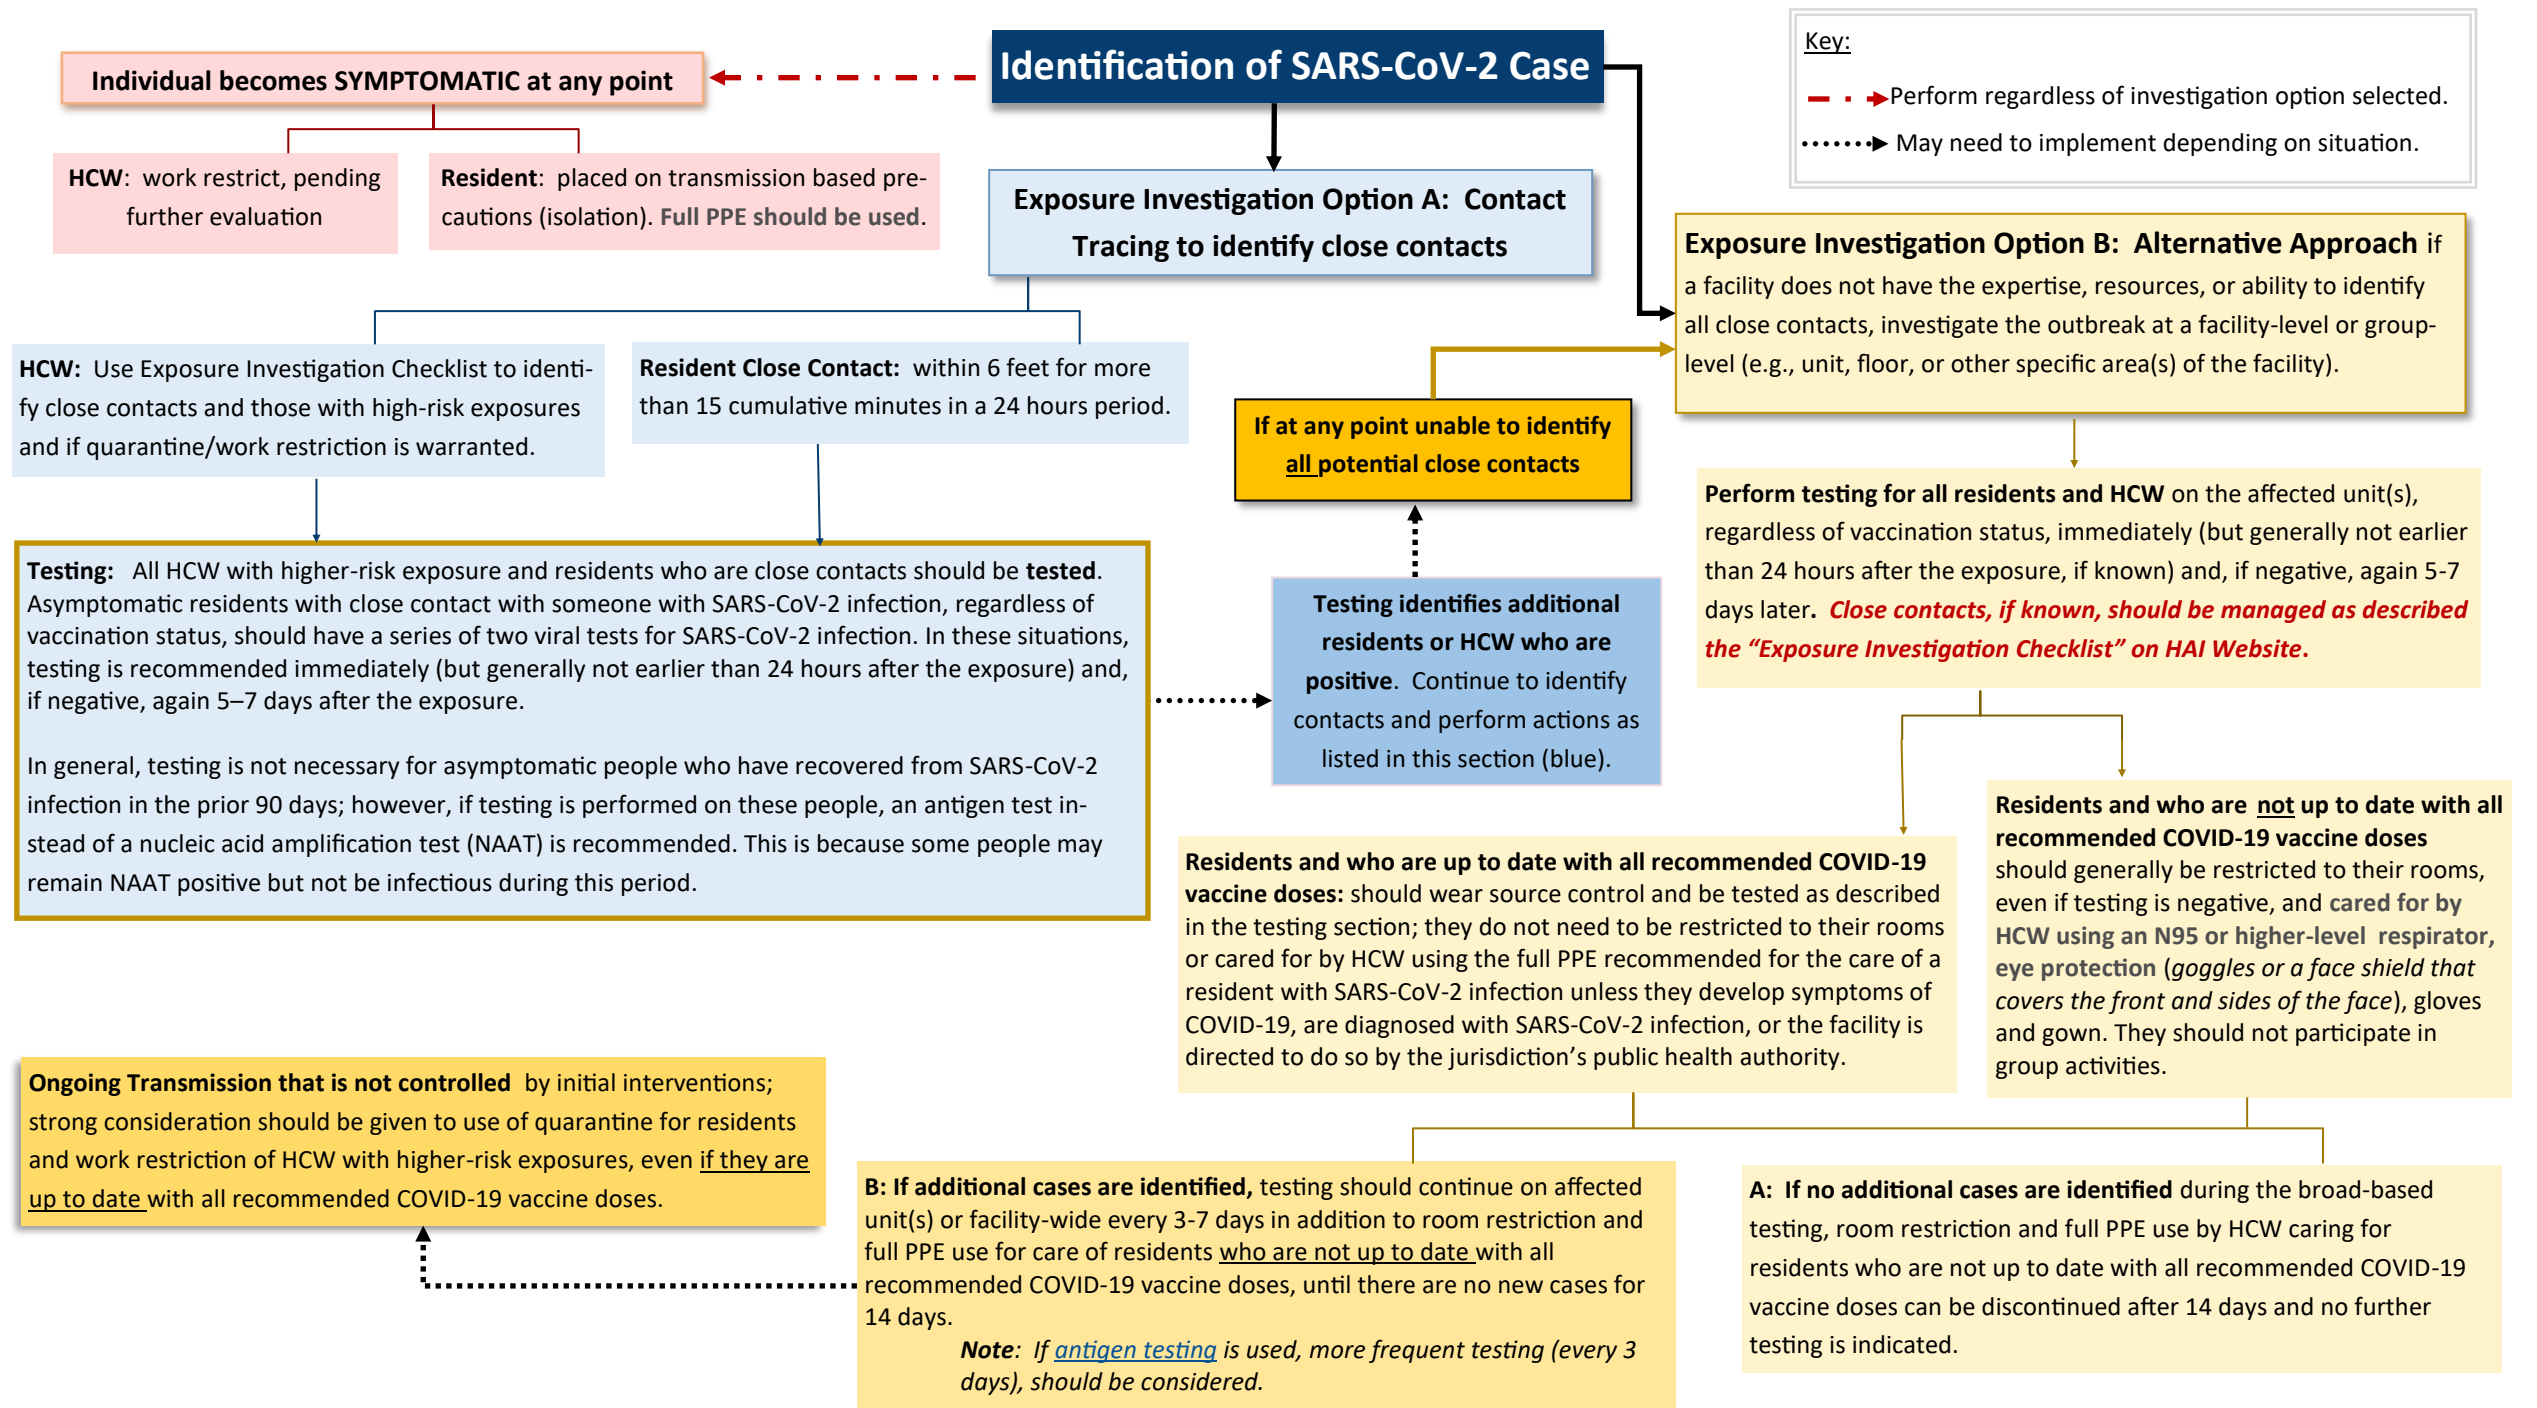 Identification of SARS-CoV-2 Case
Key:
Perform regardless of investigation option selected.
May need to implement depending on situation.
Individual becomes SYMPTOMATIC at any point
HCW: work restrict, pending
further evaluation
Resident: placed on transmission based pre-
cautions (isolation). Full PPE should be used.
Exposure Investigation Option A: Contact
Tracing to identify close contacts
HCW: Use Exposure Investigation Checklist to identi-
fy close contacts and those with high-risk exposures
and if quarantine/work restriction is warranted.
Resident Close Contact: within 6 feet for more
than 15 cumulative minutes in a 24 hours period.
Testing: All HCW with higher-risk exposure and residents who are close contacts should be tested.
Asymptomatic residents with close contact with someone with SARS-CoV-2 infection, regardless of
vaccination status, should have a series of two viral tests for SARS-CoV-2 infection. In these situations,
testing is recommended immediately (but generally not earlier than 24 hours after the exposure) and,
if negative, again 5–7 days after the exposure.
In general, testing is not necessary for asymptomatic people who have recovered from SARS-CoV-2
infection in the prior 90 days; however, if testing is performed on these people, an antigen test in-
stead of a nucleic acid amplification test (NAAT) is recommended. This is because some people may
remain NAAT positive but not be infectious during this period.
Testing identifies additional
residents or HCW who are
positive. Continue to identify
contacts and perform actions as
listed in this section (blue).
If at any point unable to identify
all potential close contacts
Exposure Investigation Option B: Alternative Approach if
a facility does not have the expertise, resources, or ability to identify
all close contacts, investigate the outbreak at a facility-level or group-
level (e.g., unit, floor, or other specific area(s) of the facility).
Perform testing for all residents and HCW on the affected unit(s),
regardless of vaccination status, immediately (but generally not earlier
than 24 hours after the exposure, if known) and, if negative, again 5-7
days later. Close contacts, if known, should be managed as described
the “Exposure Investigation Checklist” on HAI Website.
Residents and who are up to date with all recommended COVID-19
vaccine doses: should wear source control and be tested as described
in the testing section; they do not need to be restricted to their rooms
or cared for by HCW using the full PPE recommended for the care of a
resident with SARS-CoV-2 infection unless they develop symptoms of
COVID-19, are diagnosed with SARS-CoV-2 infection, or the facility is
directed to do so by the jurisdiction’s public health authority.
Residents and who are not up to date with all
recommended COVID-19 vaccine doses
should generally be restricted to their rooms,
even if testing is negative, and cared for by
HCW using an N95 or higher-level respirator,
eye protection (goggles or a face shield that
covers the front and sides of the face), gloves
and gown. They should not participate in
group activities.
Ongoing Transmission that is not controlled by initial interventions;
strong consideration should be given to use of quarantine for residents
and work restriction of HCW with higher-risk exposures, even if they are
up to date with all recommended COVID-19 vaccine doses.
B: If additional cases are identified, testing should continue on affected
unit(s) or facility-wide every 3-7 days in addition to room restriction and
full PPE use for care of residents who are not up to date with all
recommended COVID-19 vaccine doses, until there are no new cases for
14 days.
Note: If antigen testing is used, more frequent testing (every 3
days), should be considered.
A: If no additional cases are identified during the broad-based
testing, room restriction and full PPE use by HCW caring for
residents who are not up to date with all recommended COVID-19
vaccine doses can be discontinued after 14 days and no further
testing is indicated.